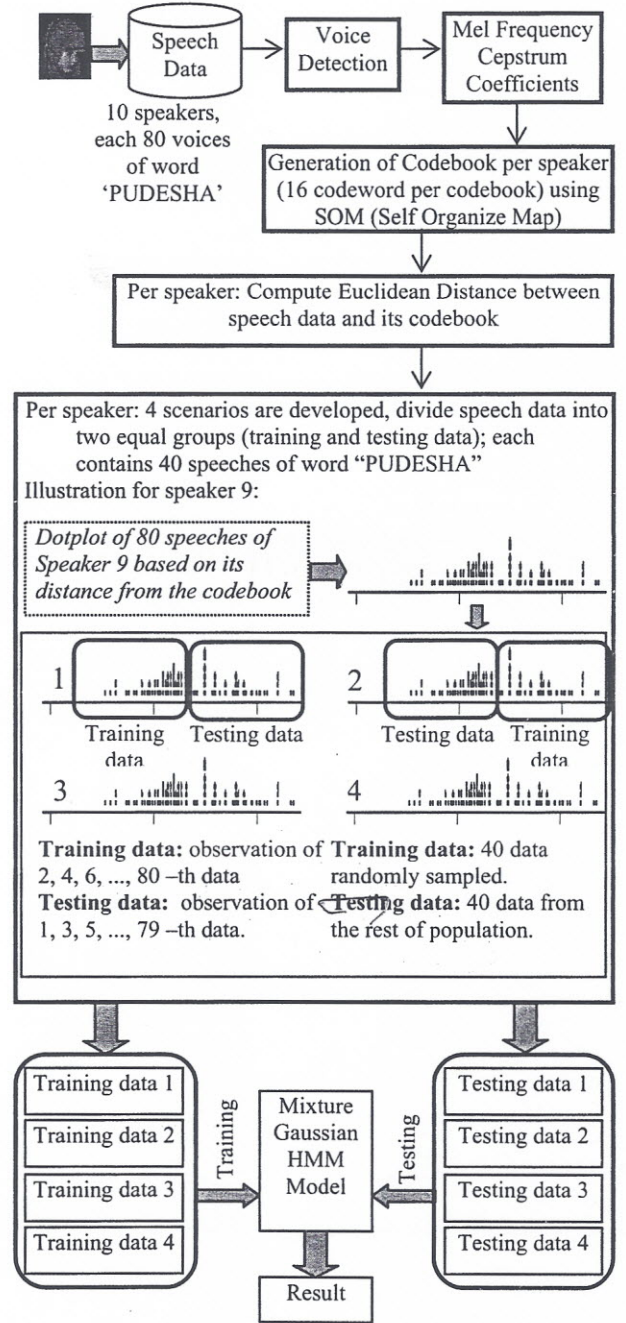 Speech
Data
Voice
Detection
Mel Frequency
Cepstrum
Coefficients
10 speakers,
each 80 voices
of word
‘PUDESHA’
Generation of Codebook per speaker
(16 codeword per codebook) using
SOM (Self Organize Map)
Per speaker: Compute Euclidean Distance between
speech data and its codebook
Per speaker: 4 scenarios are developed, divide speech data into
two equal groups (training and testing data); each
contains 40 speeches of word “PUDESHA”
Illustration for speaker 9:
Dotplot of 80 speeches of
Speaker 9 based on its
distance from the codebook
1
Training
data
Testing data
2
Testing data
Training
data
3
4
Training data: observation of
2, 4, 6, ..., 80 –th data
Testing data: observation of
1, 3, 5, ..., 79 –th data.
Training data: 40 data
randomly sampled.
Testing data: 40 data from
the rest of population.
Training data 1
Training data 2
Training data 3
Training data 4
Training
Mixture
Gaussian
HMM
Model
Testing
Testing data 1
Testing data 2
Testing data 3
Testing data 4
Result